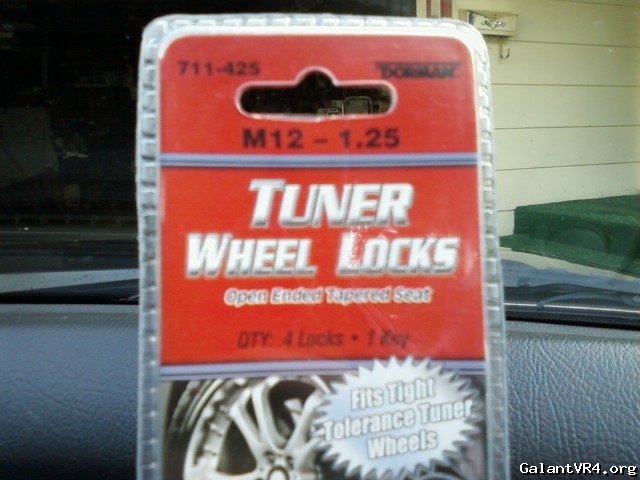 711-425 DORMAN
M12 - 1.25
TUNER
WHEEL LOCKS
Open Ended Tapered Seat
QTY: 4 Locks • 1 Key
Fits Tight
Tolerance Tuner
Wheels
GalantVR4.org